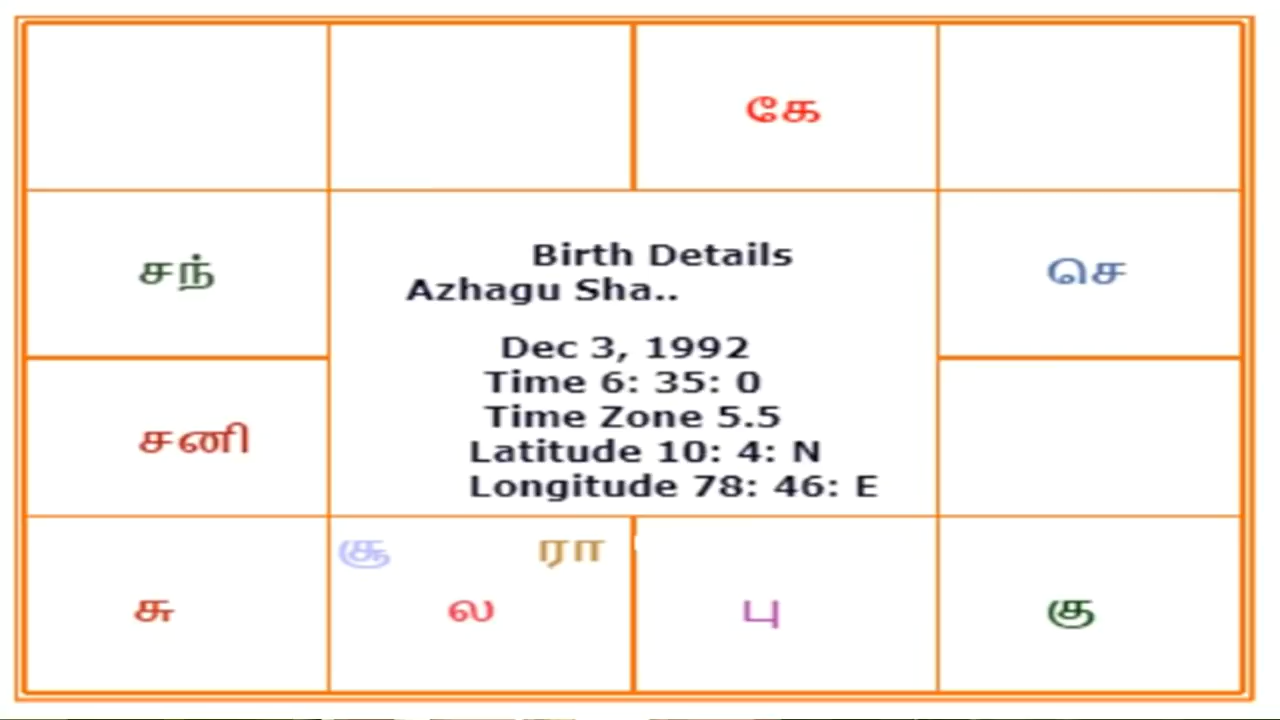 கே
சந்
Birth Details
செ
Azhagu Sha..
Dec 3, 1992
Time 6: 35: 0
Time Zone 5.5
சனி
Latitude 10: 4: N
Longitude 78: 46: E
சூ ரா
சு ல பு கு